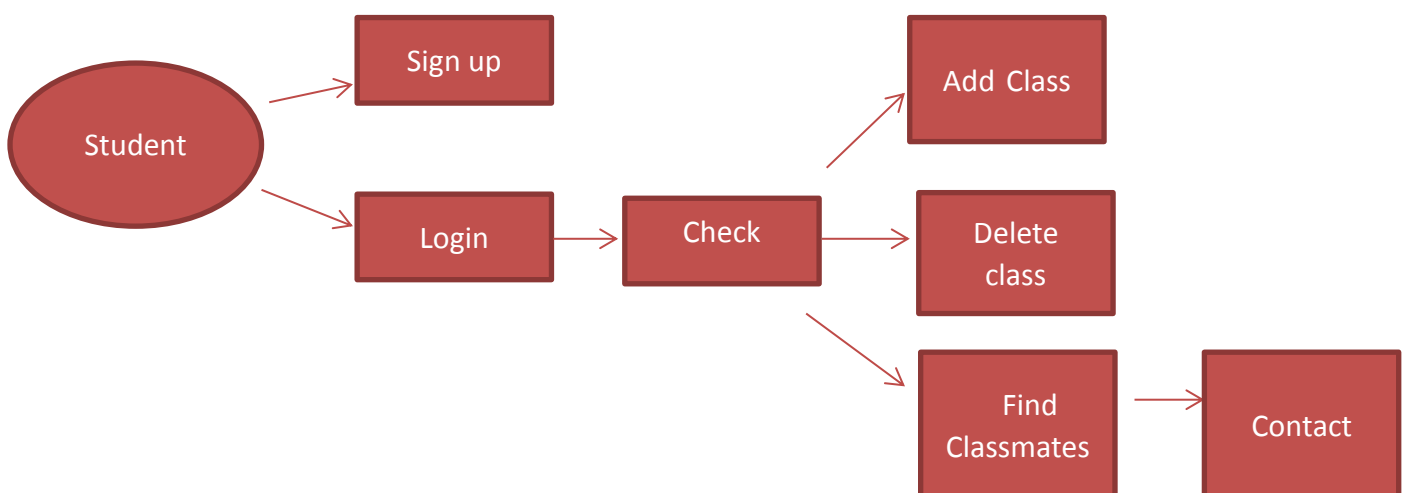 Student
Sign up
Login
Check
Add Class
Delete
class
Find
Classmates
Contact